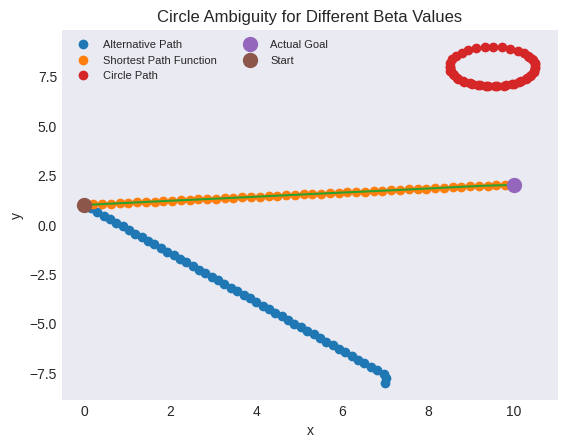 Circle Ambiguity for Different Beta Values
Alternative Path
Shortest Path Function
Circle Path
Actual Goal
Start
7.5
5.0
2.5
0.0
−2.5
−5.0
−7.5
y
0 2 4 6 8 10
x